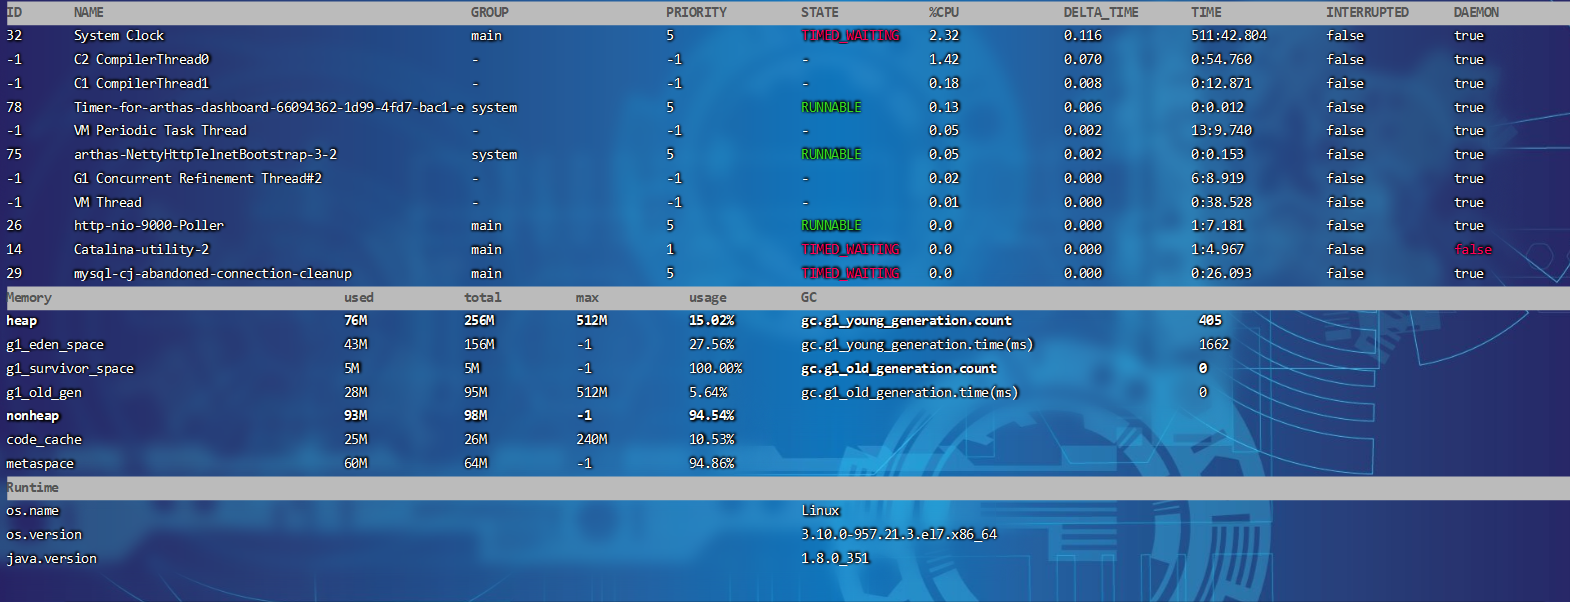 ID NAME GROUP PRIORITY STATE %CPU DELTA_TIME TIME INTERRUPTED DAEMON
32 System Clock main 5 TIMED_WAITING 2.32 0.116 511:42.804 false true
-1 C2 CompilerThread0 - -1 - 1.42 0.070 0:54.760 false true
-1 C1 CompilerThread1 - -1 - 0.18 0.008 0:12.871 false true
78 Timer-for-arthas-dashboard-66094362-1d99-4fd7-bac1-e system 5 RUNNABLE 0.13 0.006 0:0.012 false true
-1 VM Periodic Task Thread - -1 - 0.05 0.002 13:9.740 false true
75 arthas-NettyHttpTelnetBootstrap-3-2 system 5 RUNNABLE 0.05 0.002 0:0.153 false true
-1 G1 Concurrent Refinement Thread#2 - -1 - 0.02 0.000 6:8.919 false true
-1 VM Thread - -1 - 0.01 0.000 0:38.528 false true
26 http-nio-9000-Poller main 5 RUNNABLE 0.0 0.000 1:7.181 false true
14 Catalina-utility-2 main 1 TIMED_WAITING 0.0 0.000 1:4.967 false false
29 mysql-cj-abandoned-connection-cleanup main 5 TIMED_WAITING 0.0 0.000 0:26.093 false true
Memory used total max usage GC
heap 76M 256M 512M 15.02% gc.g1_young_generation.count 405
g1_eden_space 43M 156M -1 27.56% gc.g1_young_generation.time(ms) 1662
g1_survivor_space 5M 5M -1 100.00% gc.g1_old_generation.count 0
g1_old_gen 28M 95M 512M 5.64% gc.g1_old_generation.time(ms) 0
nonheap 93M 98M -1 94.54%
code_cache 25M 26M 240M 10.53%
metaspace 60M 64M -1 94.86%
Runtime
os.name Linux
os.version 3.10.0-957.21.3.el7.x86_64
java.version 1.8.0_351